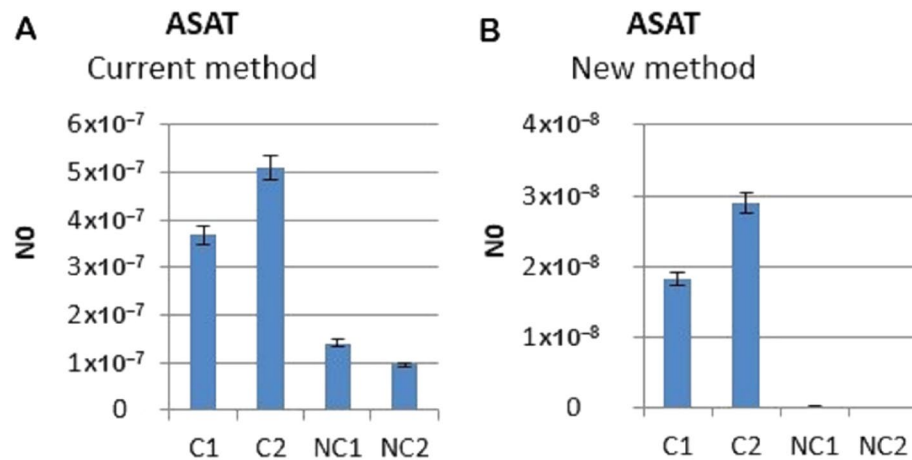 A
ASAT
Current method
6x10⁻⁷
5x10⁻⁷
4x10⁻⁷
3x10⁻⁷
2x10⁻⁷
1x10⁻⁷
0
N0
C1 C2 NC1 NC2
B
ASAT
New method
4x10⁻⁸
3x10⁻⁸
2x10⁻⁸
1x10⁻⁸
0
N0
C1 C2 NC1 NC2